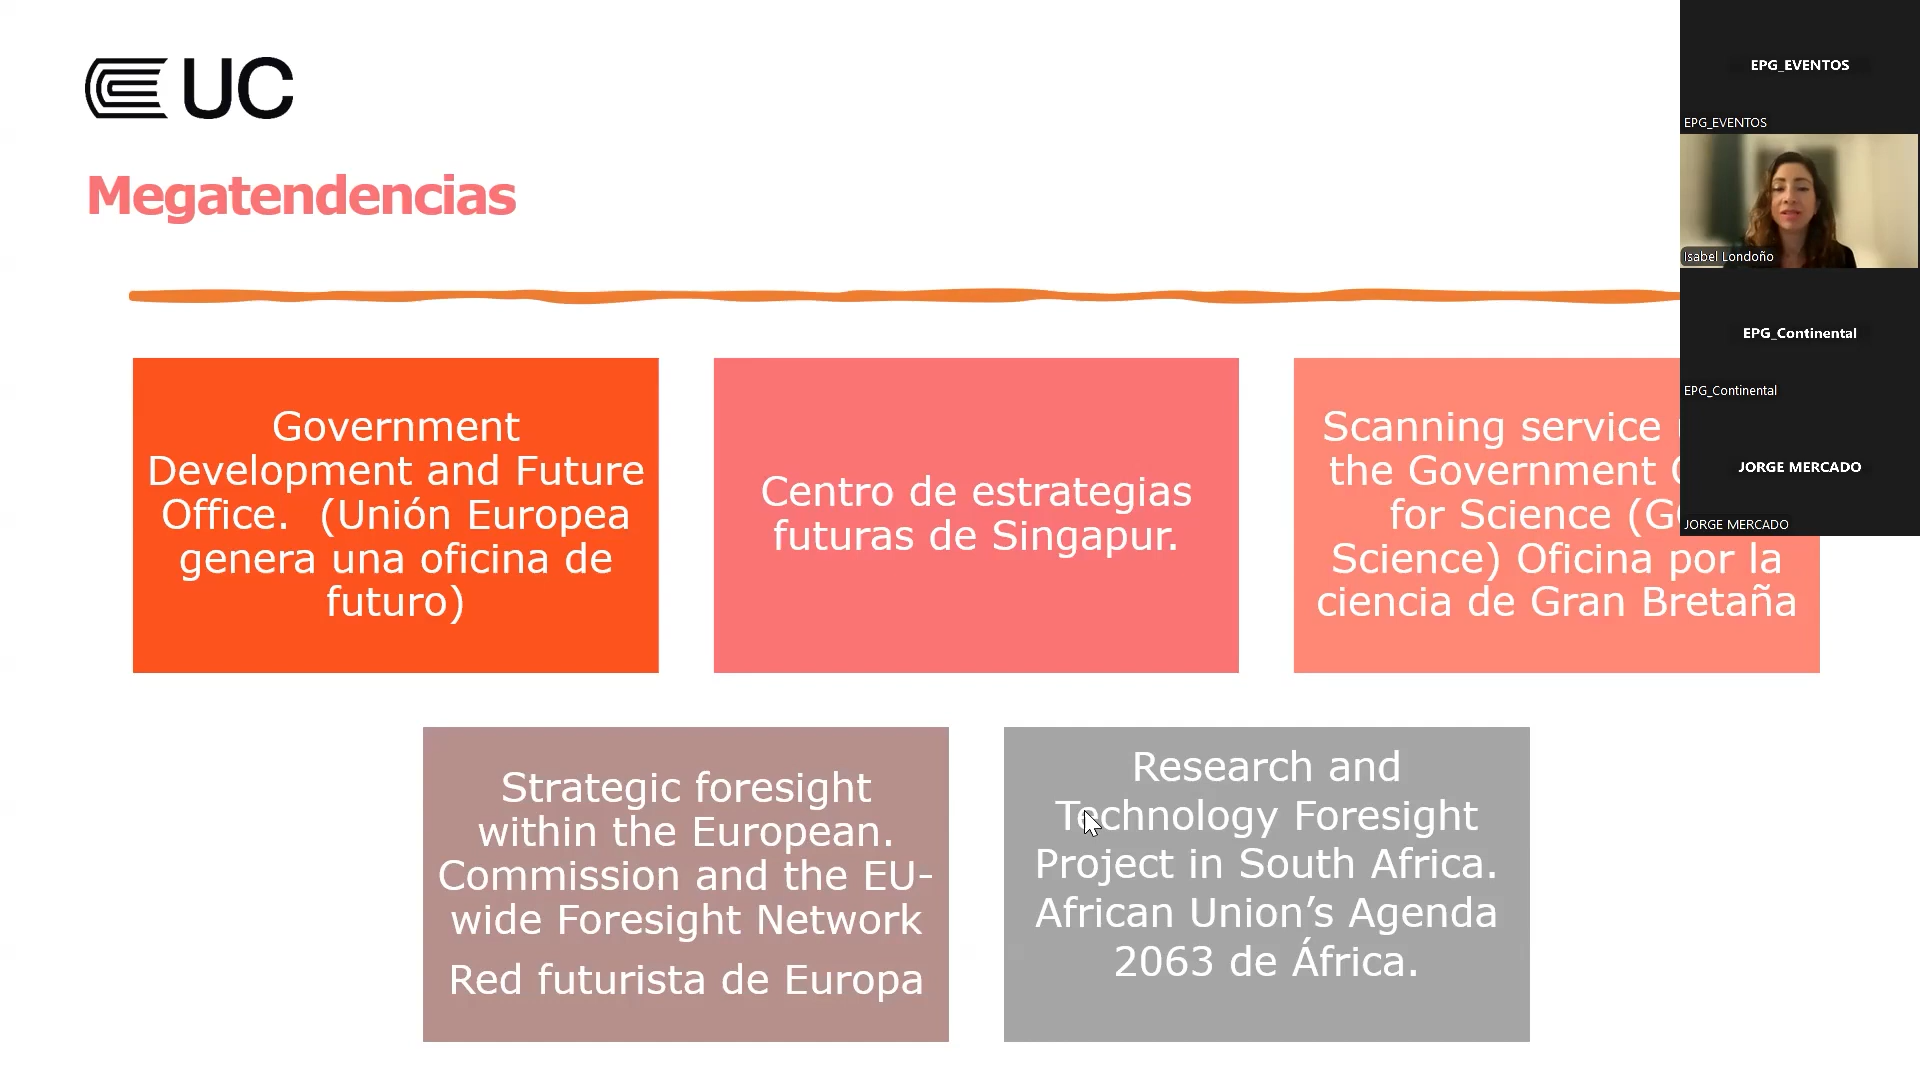 UC
Megatendencias
Government
Development and Future
Office.  (Unión Europea
genera una oficina de
futuro)
Centro de estrategias
futuras de Singapur.
Scanning service
the Government
for Science
Science) Oficina por la
ciencia de Gran Bretaña
Strategic foresight
within the European.
Commission and the EU-
wide Foresight Network
Red futurista de Europa
Research and
Technology Foresight
Project in South Africa.
African Union’s Agenda
2063 de África.
EPG_EVENTOS
EPG_EVENTOS
Isabel Londoño
EPG_Continental
EPG_Continental
JORGE MERCADO
JORGE MERCADO